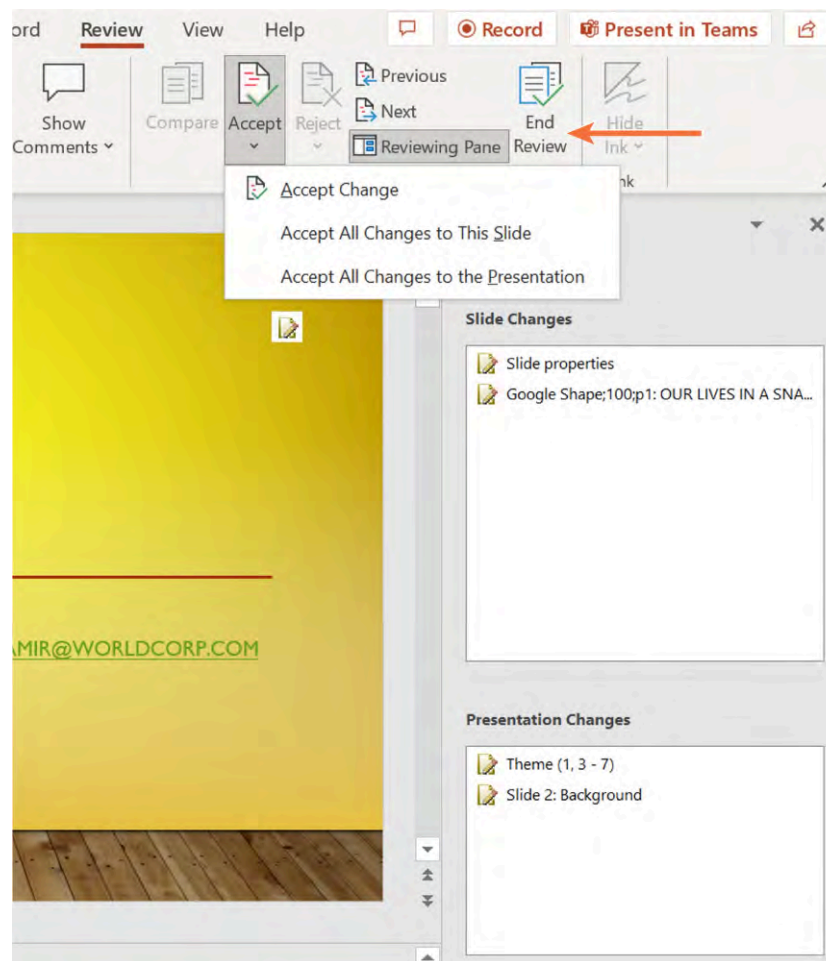 Review View Help Record Present in Teams
Show Comments
Compare
Accept
Reject
Previous
Next
Reviewing Pane
End Review
Hide Ink
Accept Change
Accept All Changes to This Slide
Accept All Changes to the Presentation
Slide Changes
Slide properties
Google Shape;100;p1: OUR LIVES IN A SNA...
AMIR@WORLDCORP.COM
Presentation Changes
Theme (1, 3 - 7)
Slide 2: Background